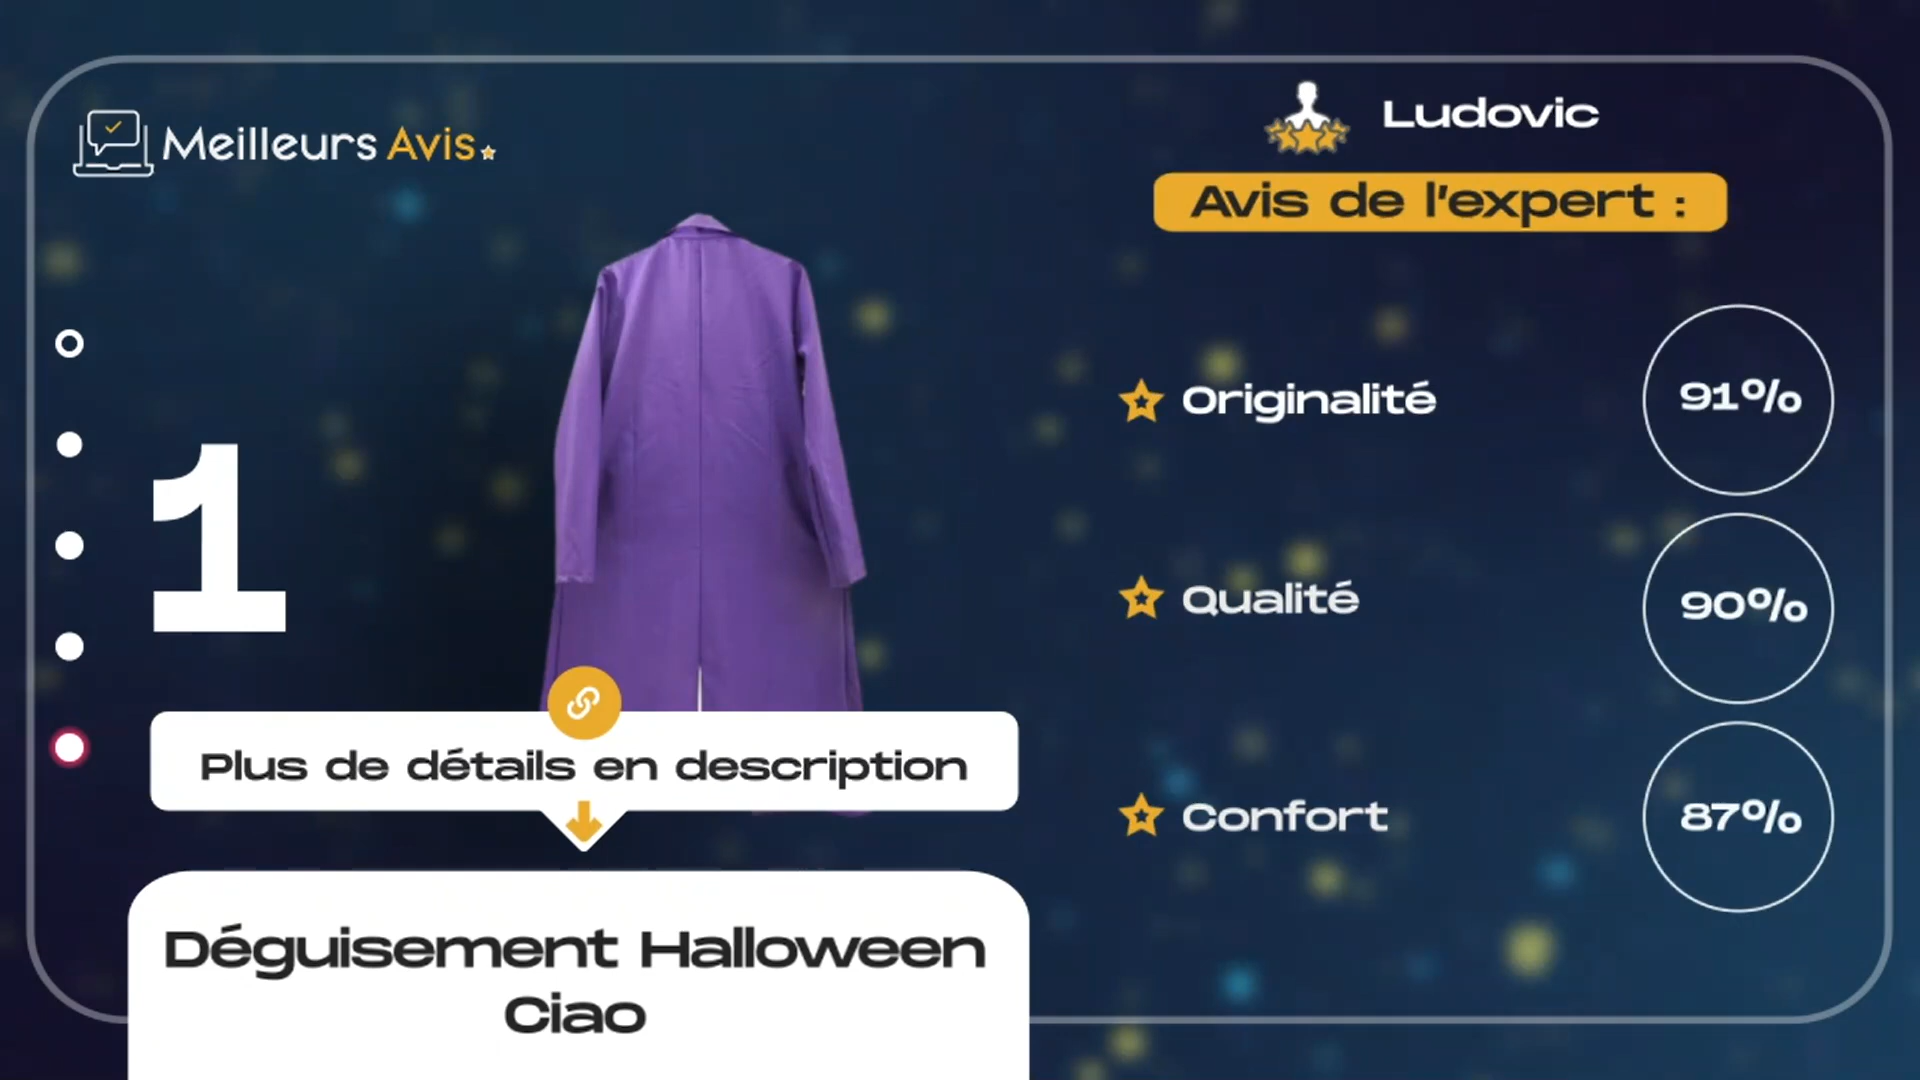 Meilleurs Avis
Ludovic
Avis de l'expert :
1
Originalité
91%
Qualité
90%
Confort
87%
Plus de détails en description
Déguisement Halloween
Ciao